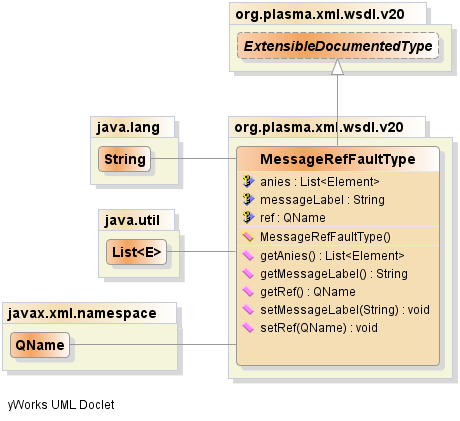 org.plasma.xml.wsdl.v20
ExtensibleDocumentedType
java.lang
String
org.plasma.xml.wsdl.v20
MessageRefFaultType
anies : List<Element>
messageLabel : String
ref : QName
MessageRefFaultType()
getAnies() : List<Element>
getMessageLabel() : String
getRef() : QName
setMessageLabel(String) : void
setRef(QName) : void
java.util
List<E>
javax.xml.namespace
QName
yWorks UML Doclet